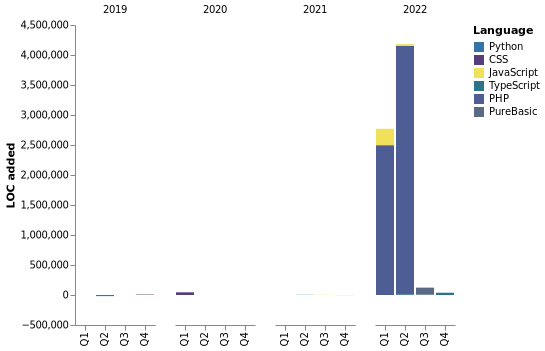 2019 2020 2021 2022
4,500,000
4,000,000
3,500,000
3,000,000
2,500,000
2,000,000
1,500,000
1,000,000
500,000
0
−500,000
LOC added
Q1 Q2 Q3 Q4 Q1 Q2 Q3 Q4 Q1 Q2 Q3 Q4 Q1 Q2 Q3 Q4
Language
Python
CSS
JavaScript
TypeScript
PHP
PureBasic